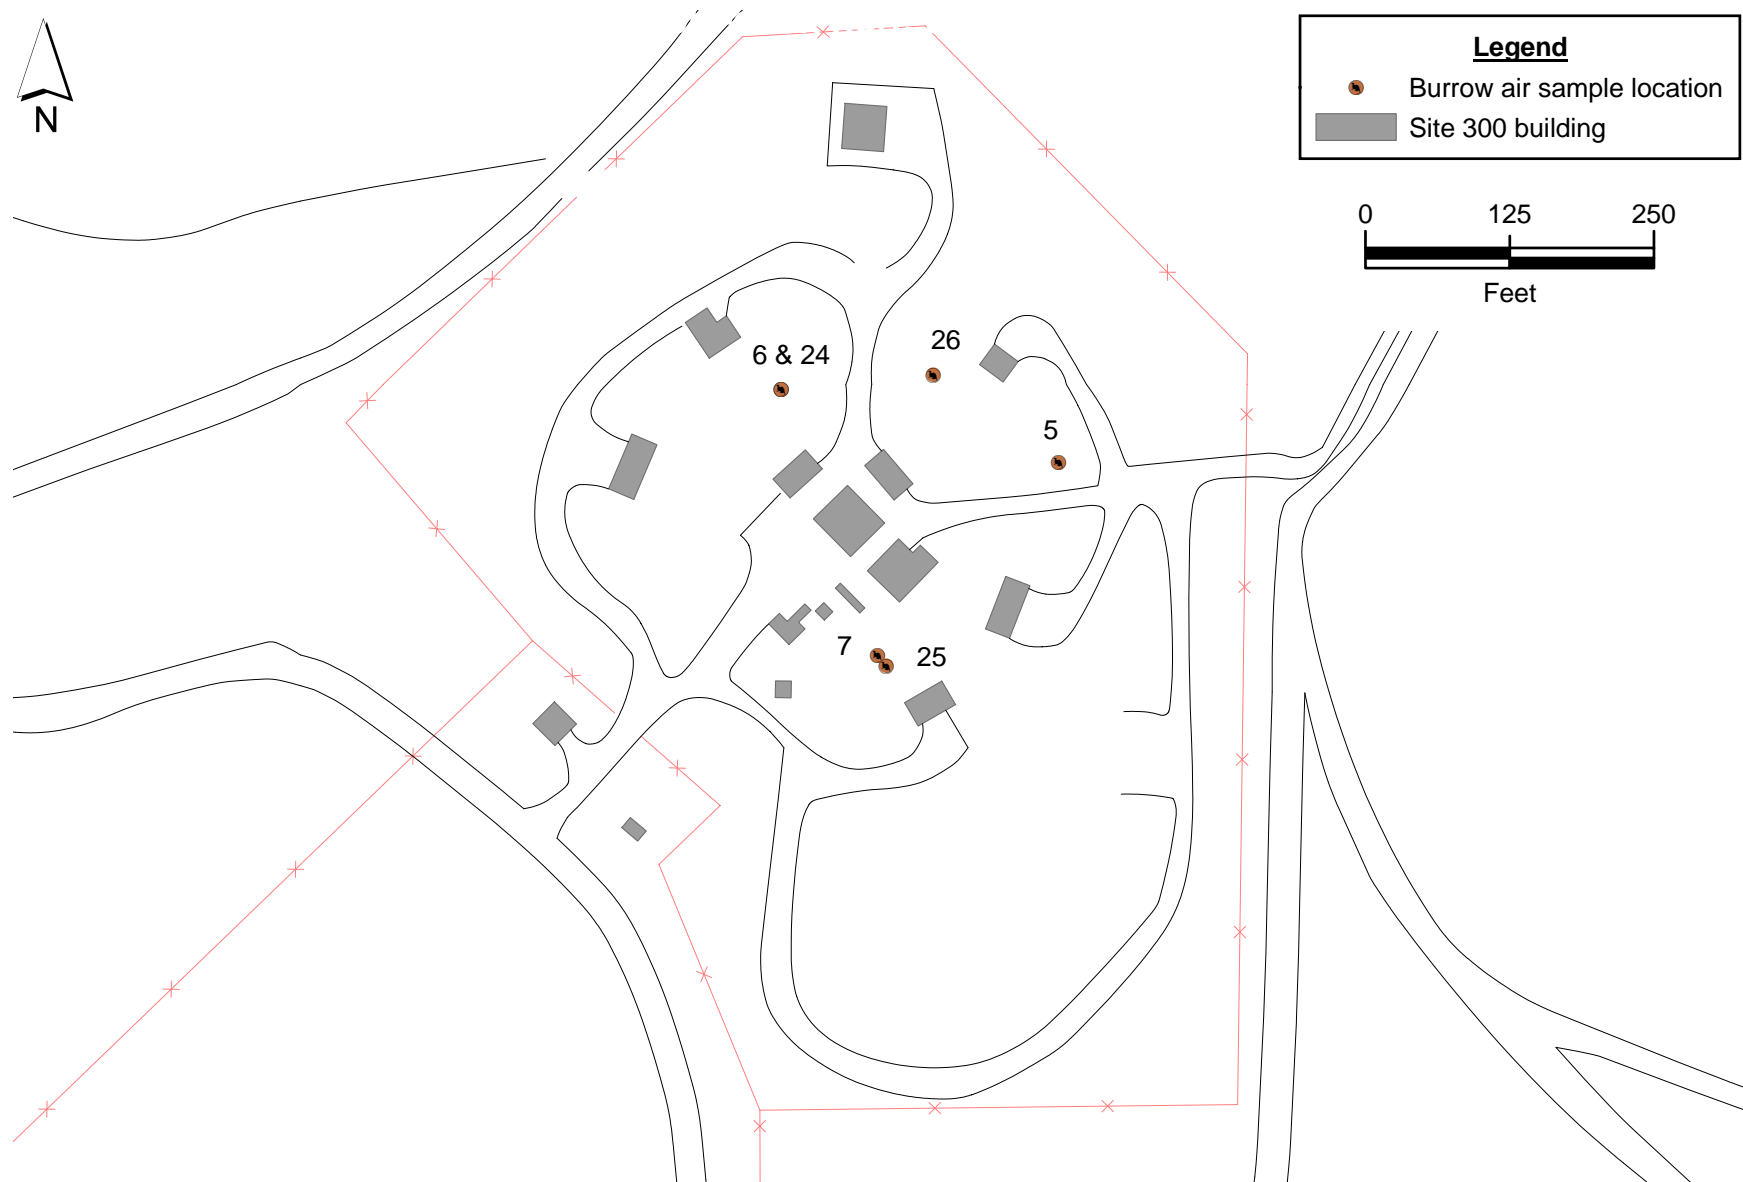 N
Legend
Burrow air sample location
Site 300 building
0 125 250
Feet
26
6 & 24
5
7
25